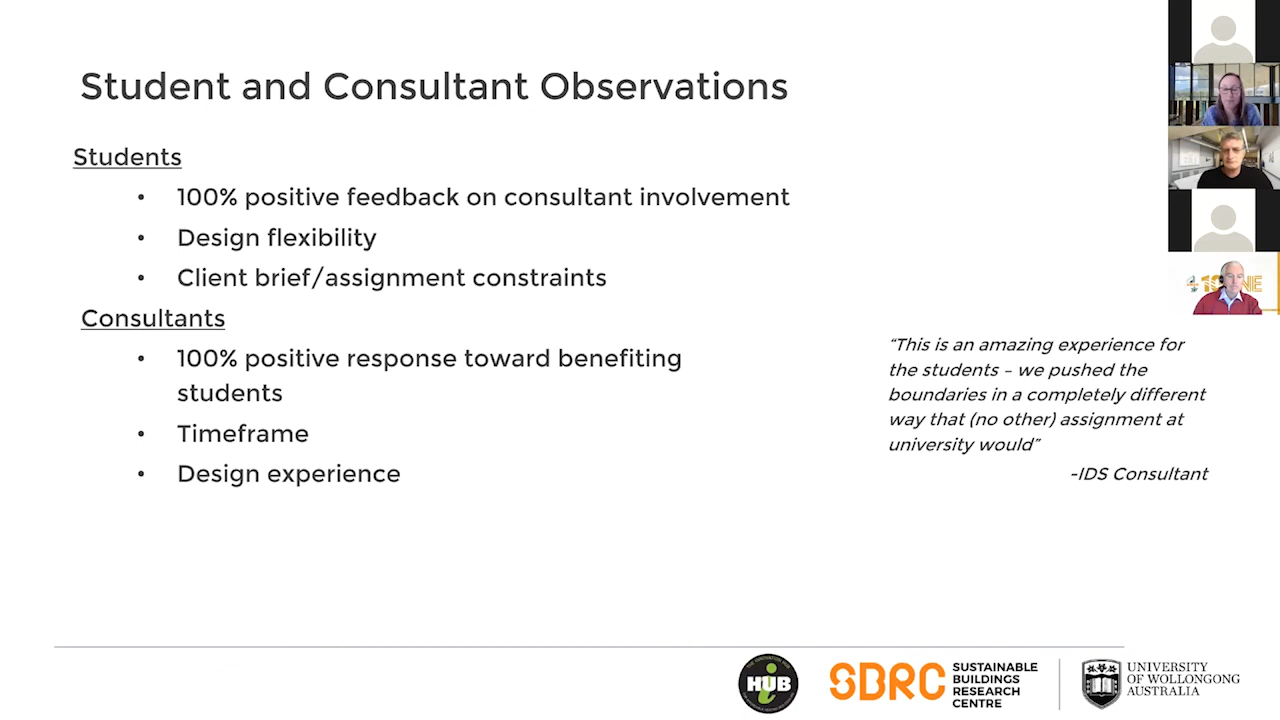 Student and Consultant Observations
Students
• 100% positive feedback on consultant involvement
• Design flexibility
• Client brief/assignment constraints
Consultants
• 100% positive response toward benefiting
students
• Timeframe
• Design experience
“This is an amazing experience for
the students – we pushed the
boundaries in a completely different
way that (no other) assignment at
university would”
-IDS Consultant
HUB
SBRC
SUSTAINABLE
BUILDINGS
RESEARCH
CENTRE
UNIVERSITY
OF WOLLONGONG
AUSTRALIA